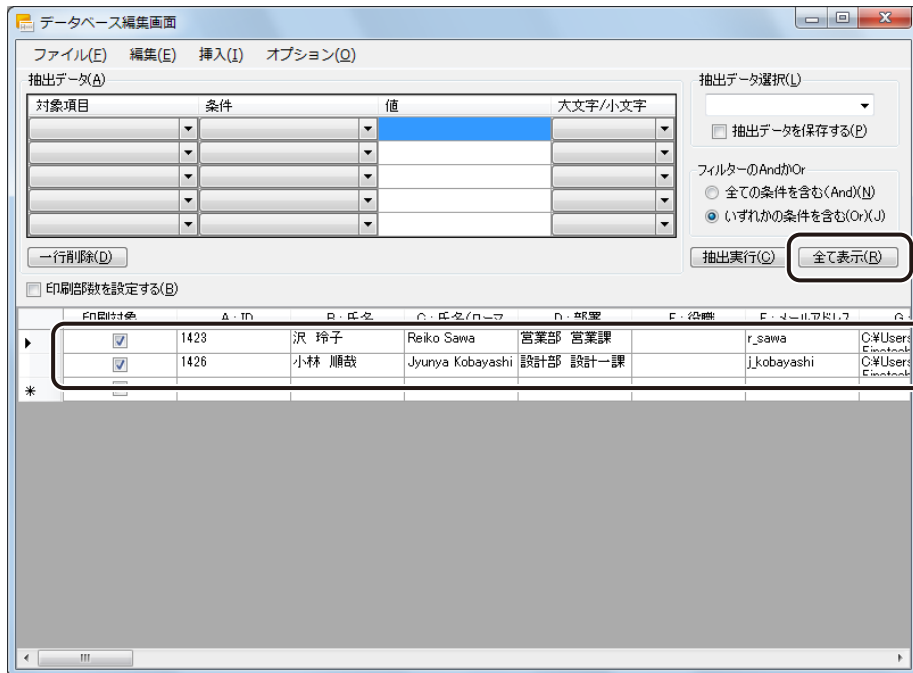 データベース編集画面
ファイル(F) 編集(E) 挿入(I) オプション(O)
抽出データ(A)
対象項目 条件 値 大文字/小文字
抽出データ選択(L)
抽出データを保存する(P)
フィルターのAndかOr
全ての条件を含む(And)(N)
いずれかの条件を含む(Or)(J)
一行削除(D) 抽出実行(C) 全て表示(R)
印刷部数を設定する(B)
印刷対象 A:ID B:氏名 C:氏名(ローマ D:部署 E:役職 F:メールアドレス G:
1423 沢 玲子 Reiko Sawa 営業部 営業課 r_sawa C:¥Users
1426 小林 順哉 Jyunya Kobayashi 設計部 設計一課 j_kobayashi C:¥Users